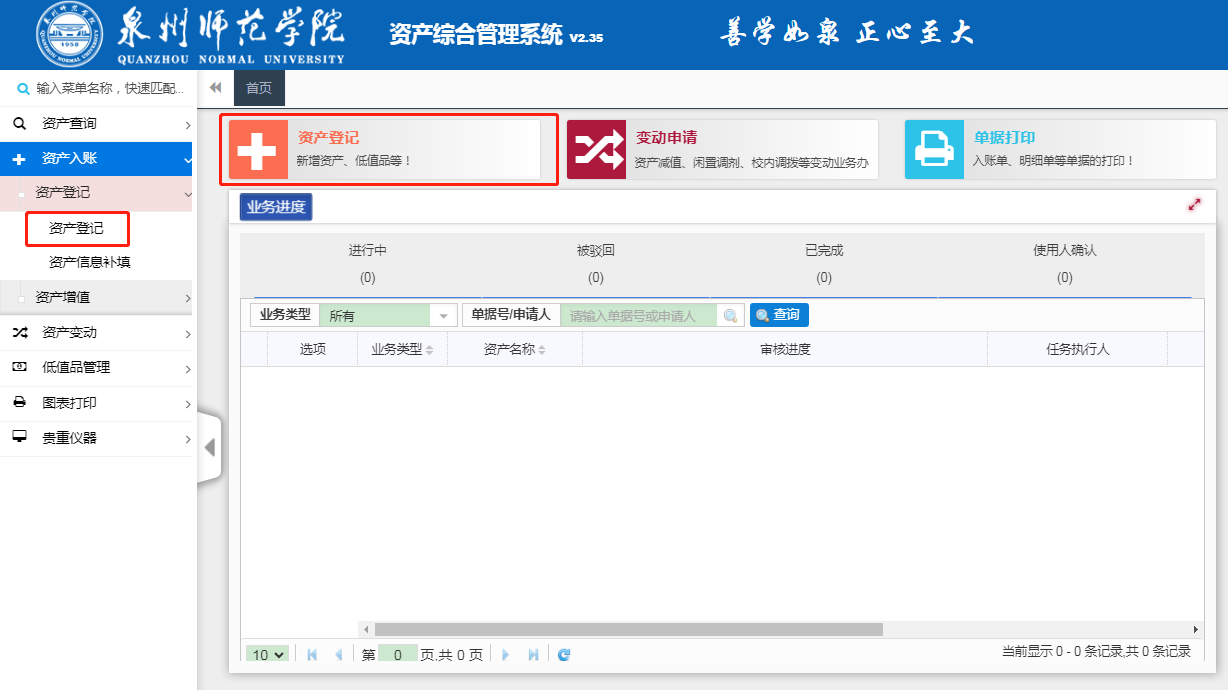 泉州师范学院
QUANZHOU NORMAL UNIVERSITY
1958
资产综合管理系统 V2.35
善学如泉 正心至大
输入菜单名称，快速匹配...
首页
资产查询
资产入账
资产登记
资产登记
资产信息补填
资产增值
资产变动
低值品管理
图表打印
贵重仪器
资产登记
新增资产、低值品等！
变动申请
资产减值、闲置调剂、校内调拨等变动业务办
单据打印
入账单、明细单等单据的打印！
业务进度
进行中 被驳回 已完成 使用人确认
(0) (0) (0) (0)
业务类型 所有 单据号/申请人 请输入单据号或申请人 查询
选项 业务类型 资产名称 审核进度 任务执行人
10 第 0 页,共 0 页 当前显示 0 - 0 条记录,共 0 条记录